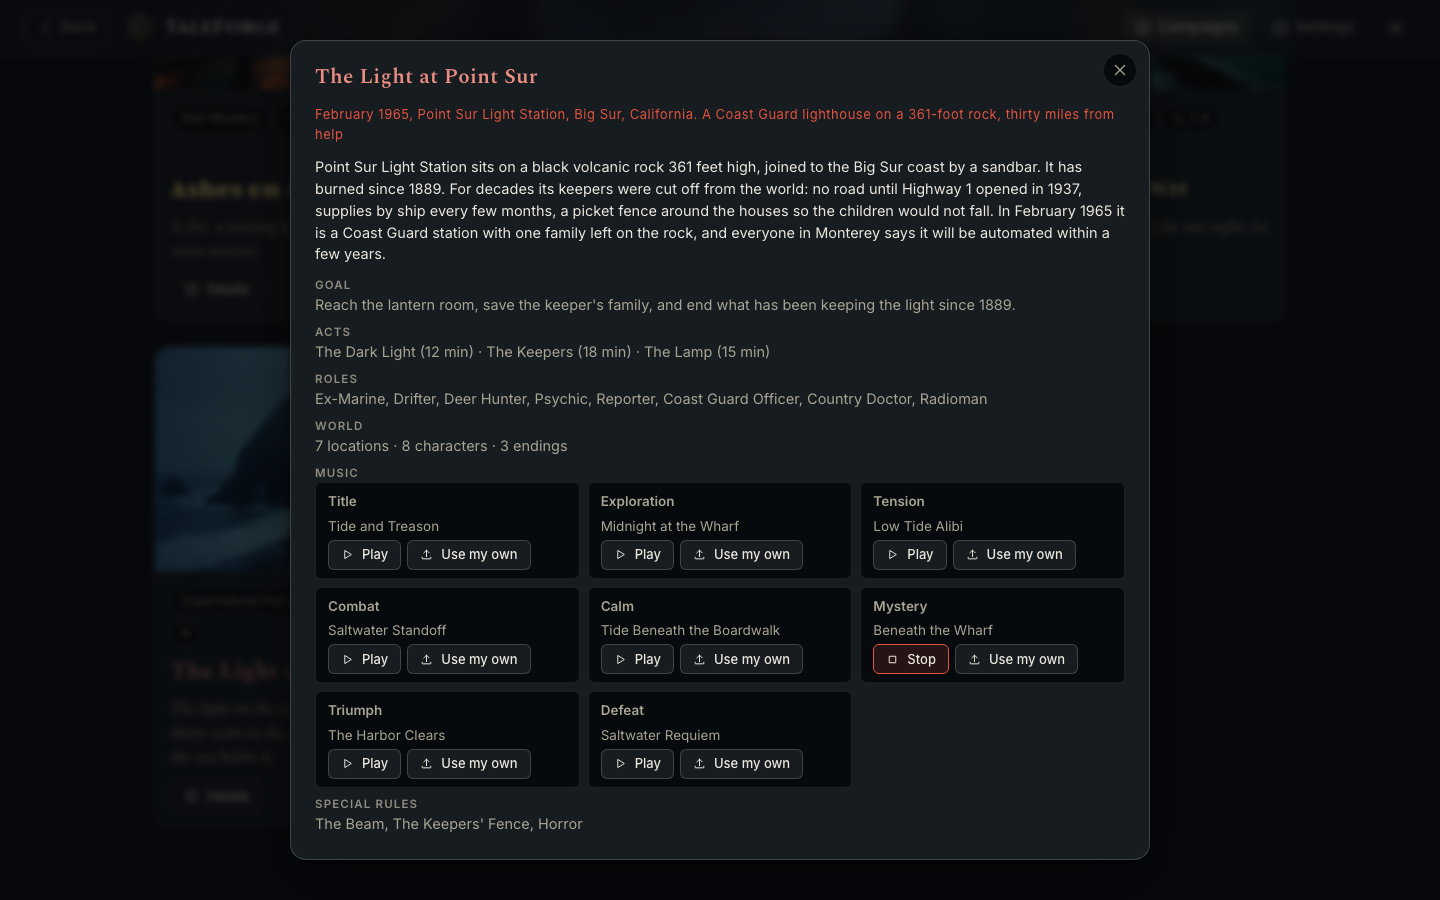 Back
TALEFORGE
Campaigns
Settings
The Light at Point Sur
February 1965, Point Sur Light Station, Big Sur, California. A Coast Guard lighthouse on a 361-foot rock, thirty miles from
help
Point Sur Light Station sits on a black volcanic rock 361 feet high, joined to the Big Sur coast by a sandbar. It has
burned since 1889. For decades its keepers were cut off from the world: no road until Highway 1 opened in 1937,
supplies by ship every few months, a picket fence around the houses so the children would not fall. In February 1965 it
is a Coast Guard station with one family left on the rock, and everyone in Monterey says it will be automated within a
few years.
GOAL
Reach the lantern room, save the keeper's family, and end what has been keeping the light since 1889.
ACTS
The Dark Light (12 min) · The Keepers (18 min) · The Lamp (15 min)
ROLES
Ex-Marine, Drifter, Deer Hunter, Psychic, Reporter, Coast Guard Officer, Country Doctor, Radioman
WORLD
7 locations · 8 characters · 3 endings
MUSIC
Title
Tide and Treason
Play
Use my own
Exploration
Midnight at the Wharf
Play
Use my own
Tension
Low Tide Alibi
Play
Use my own
Combat
Saltwater Standoff
Play
Use my own
Calm
Tide Beneath the Boardwalk
Play
Use my own
Mystery
Beneath the Wharf
Stop
Use my own
Triumph
The Harbor Clears
Play
Use my own
Defeat
Saltwater Requiem
Play
Use my own
SPECIAL RULES
The Beam, The Keepers' Fence, Horror
Ashes on
Details
The Light
Details